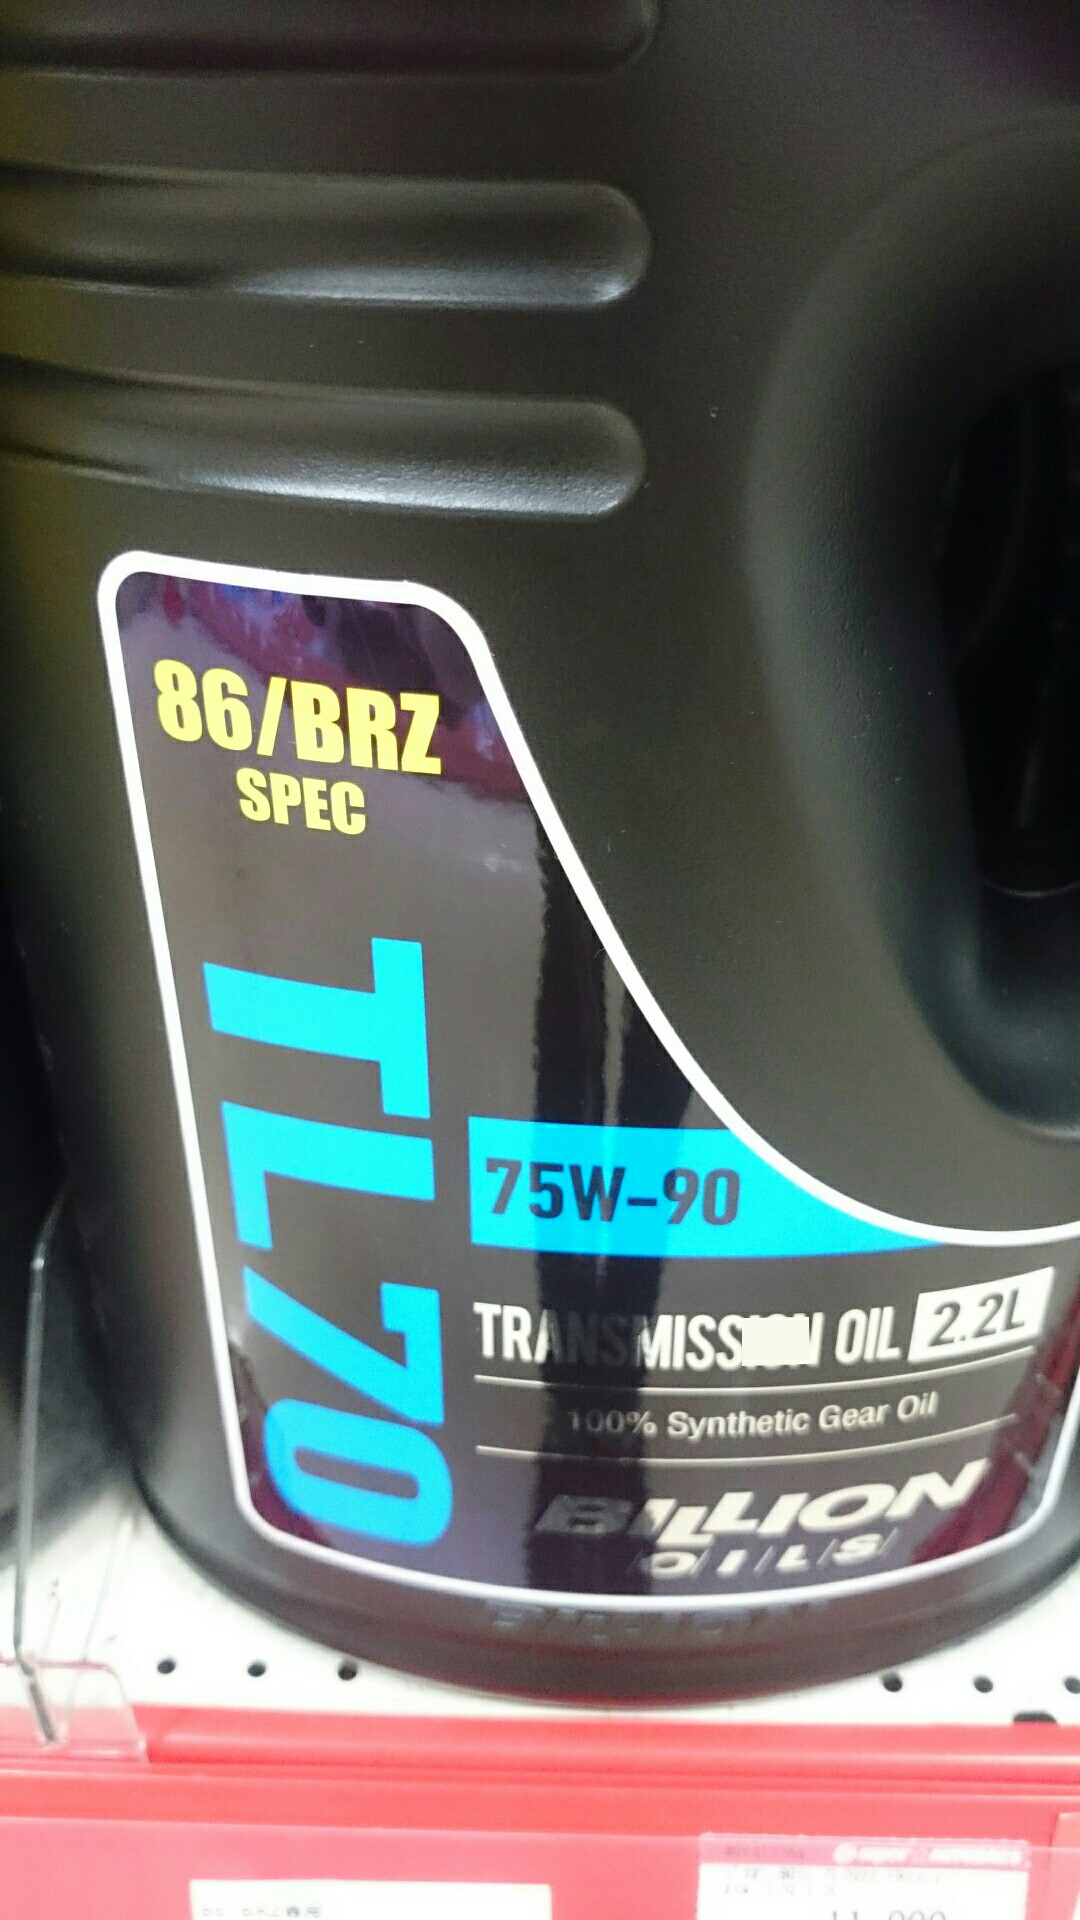 86/BRZ
SPEC
TL70
75W-90
OIL 2.2L
100% Synthetic Gear Oil
BILLION
OILS